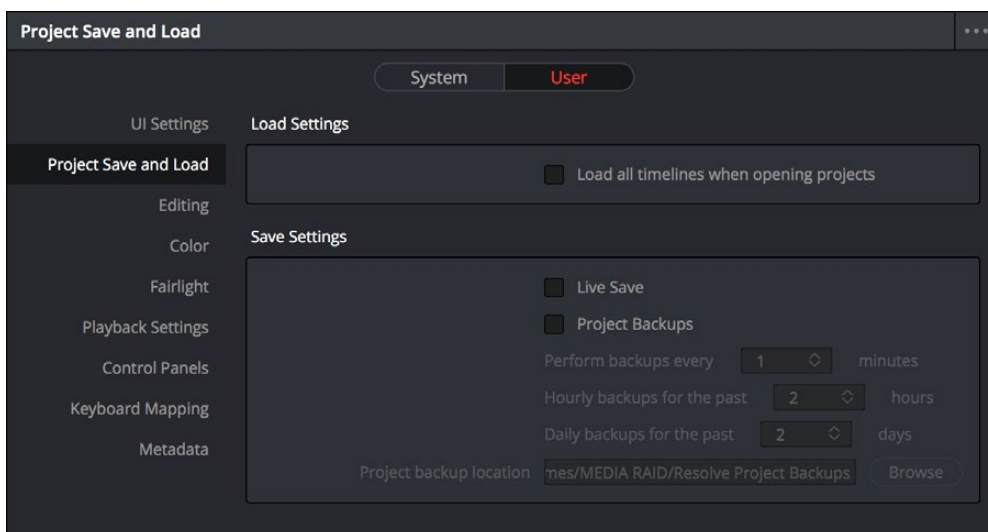 Project Save and Load
System User
UI Settings
Load Settings
Project Save and Load
Load all timelines when opening projects
Editing
Save Settings
Color
Fairlight
Live Save
Playback Settings
Project Backups
Control Panels
Perform backups every 1 minutes
Keyboard Mapping
Hourly backups for the past 2 hours
Metadata
Daily backups for the past 2 days
Project backup location mes/MEDIA RAID/Resolve Project Backups Browse